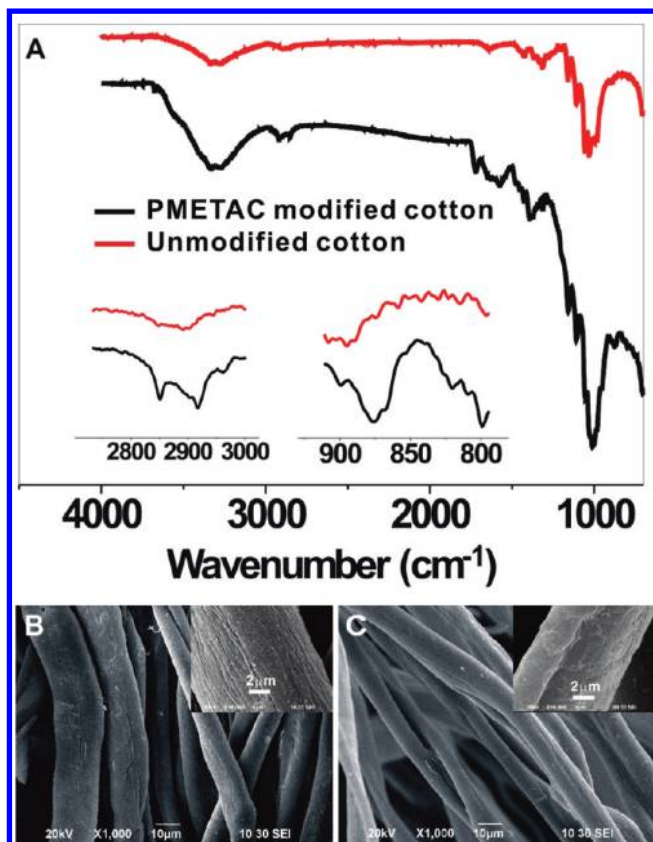 A
PMETAC modified cotton
Unmodified cotton
2800 2900 3000
900 850 800
4000 3000 2000 1000
Wavenumber (cm⁻¹)
B
2μm
20kV X1,000 10μm 10 30 SEI
C
2μm
20kV X1,000 10μm 10 30 SEI